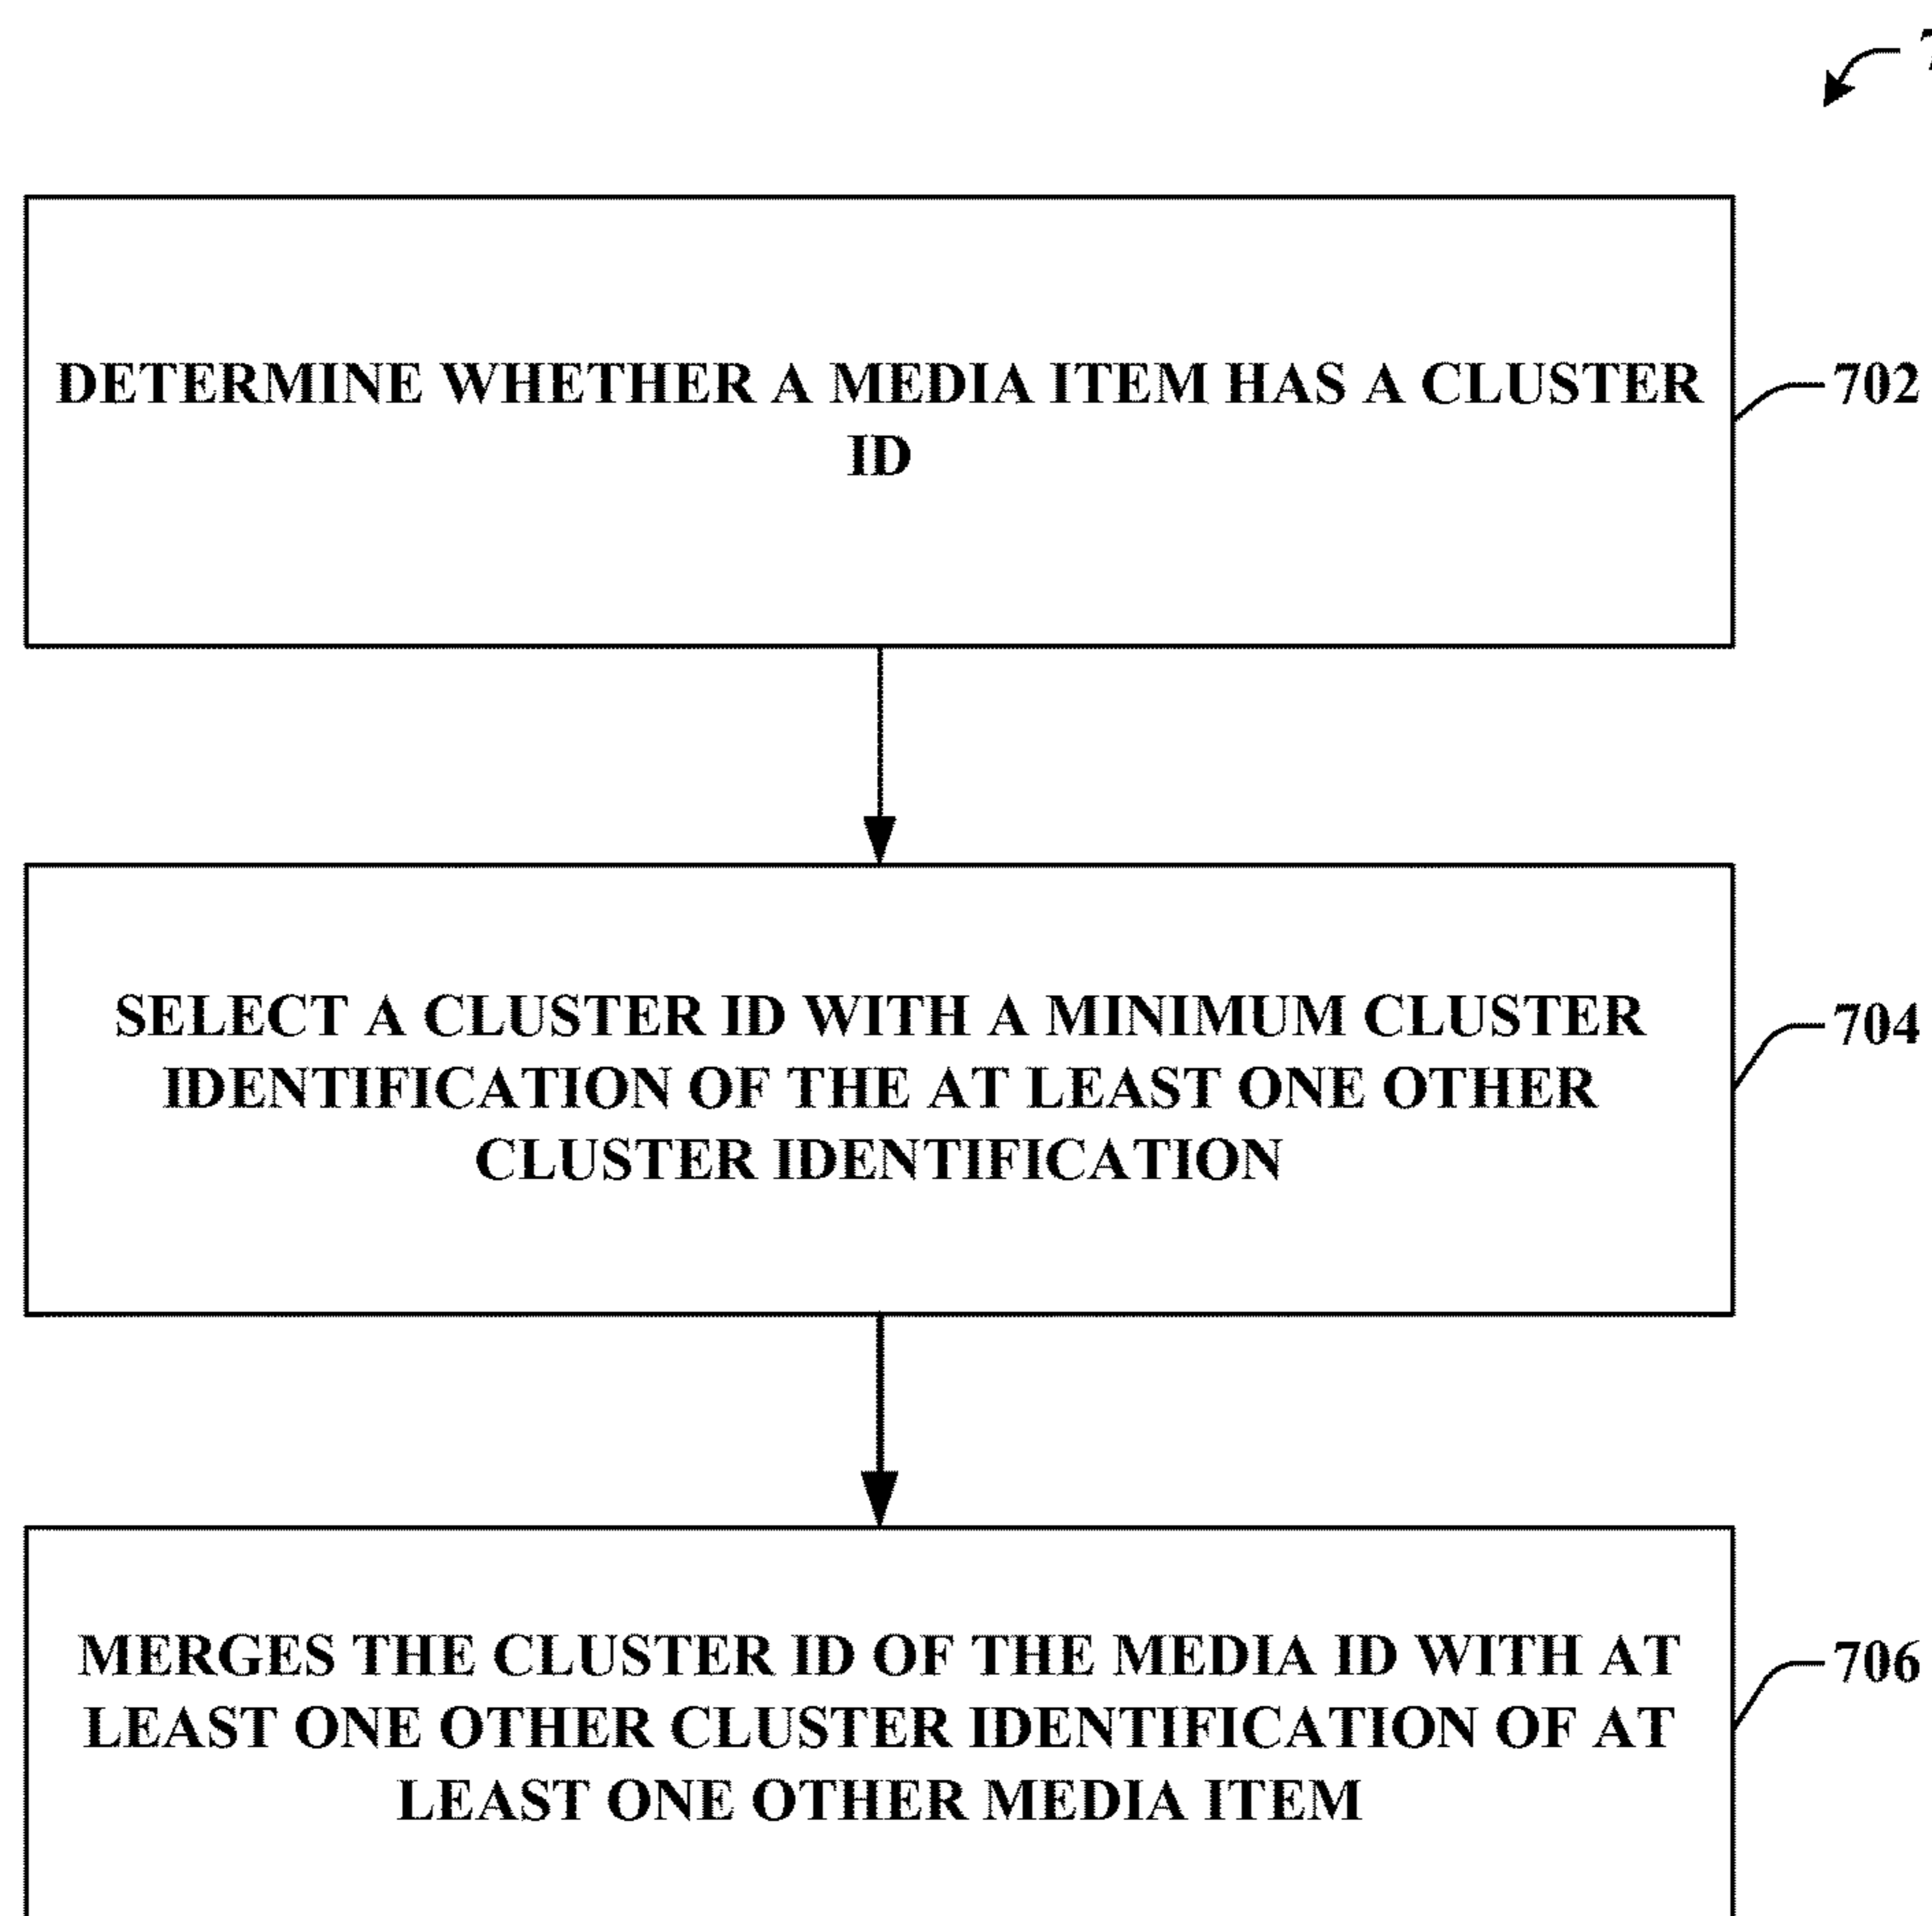 DETERMINE WHETHER A MEDIA ITEM HAS A CLUSTER
ID
702
SELECT A CLUSTER ID WITH A MINIMUM CLUSTER
IDENTIFICATION OF THE AT LEAST ONE OTHER
CLUSTER IDENTIFICATION
704
MERGES THE CLUSTER ID OF THE MEDIA ID WITH AT
LEAST ONE OTHER CLUSTER IDENTIFICATION OF AT
LEAST ONE OTHER MEDIA ITEM
706